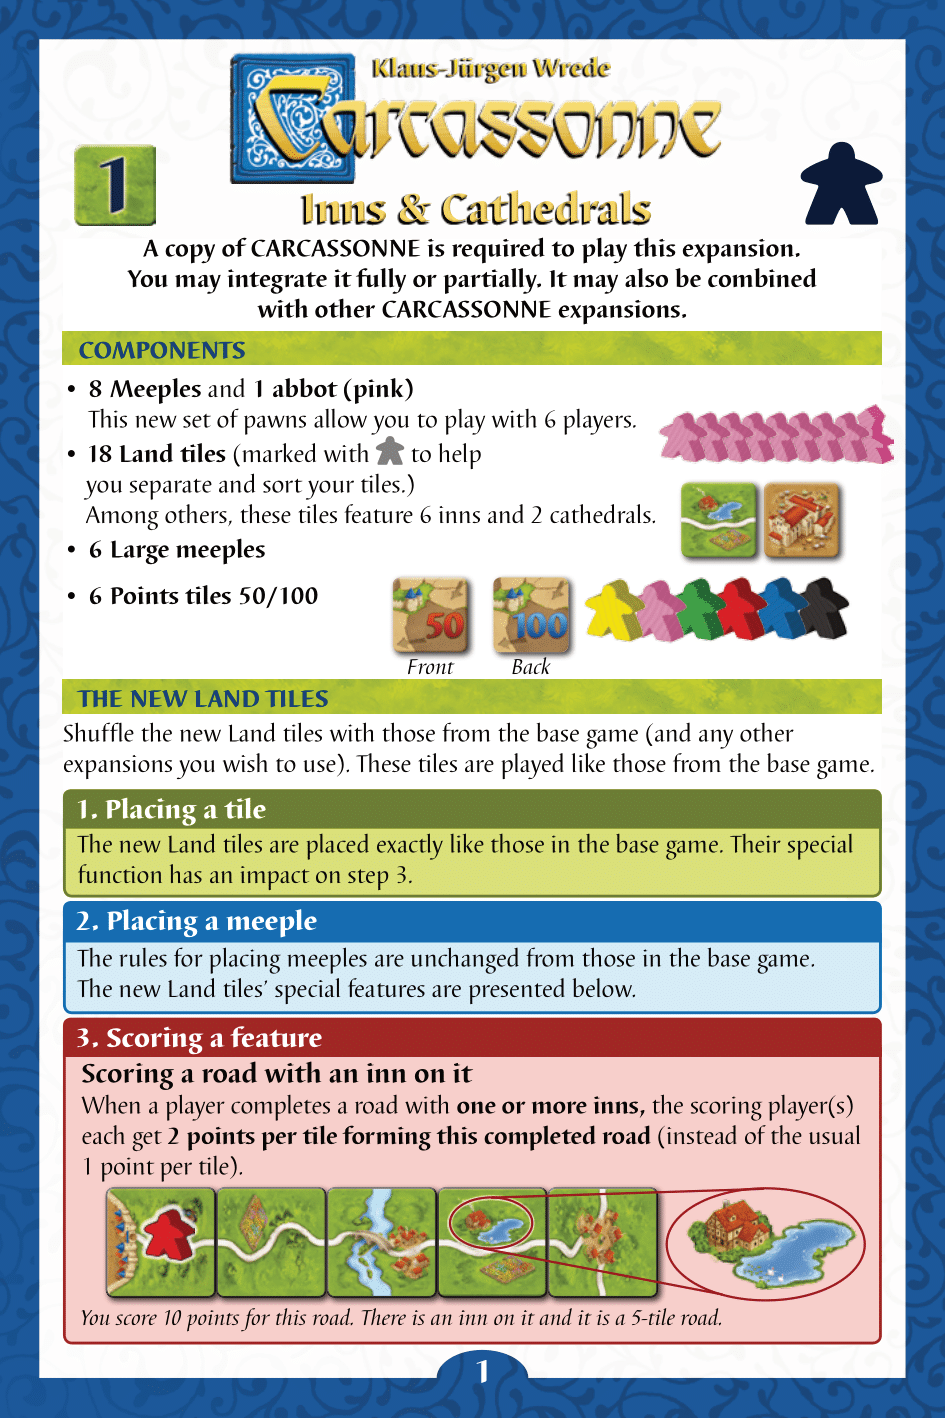 Klaus-Jürgen Wrede
Carcassonne
1
Inns & Cathedrals
A copy of CARCASSONNE is required to play this expansion.
You may integrate it fully or partially. It may also be combined
with other CARCASSONNE expansions.
COMPONENTS
• 8 Meeples and 1 abbot (pink)
This new set of pawns allow you to play with 6 players.
• 18 Land tiles (marked with to help
you separate and sort your tiles.)
Among others, these tiles feature 6 inns and 2 cathedrals.
• 6 Large meeples
• 6 Points tiles 50/100
50
100
Front
Back
THE NEW LAND TILES
Shuffle the new Land tiles with those from the base game (and any other
expansions you wish to use). These tiles are played like those from the base game.
1. Placing a tile
The new Land tiles are placed exactly like those in the base game. Their special
function has an impact on step 3.
2. Placing a meeple
The rules for placing meeples are unchanged from those in the base game.
The new Land tiles’ special features are presented below.
3. Scoring a feature
Scoring a road with an inn on it
When a player completes a road with one or more inns, the scoring player(s)
each get 2 points per tile forming this completed road (instead of the usual
1 point per tile).
You score 10 points for this road. There is an inn on it and it is a 5-tile road.
1